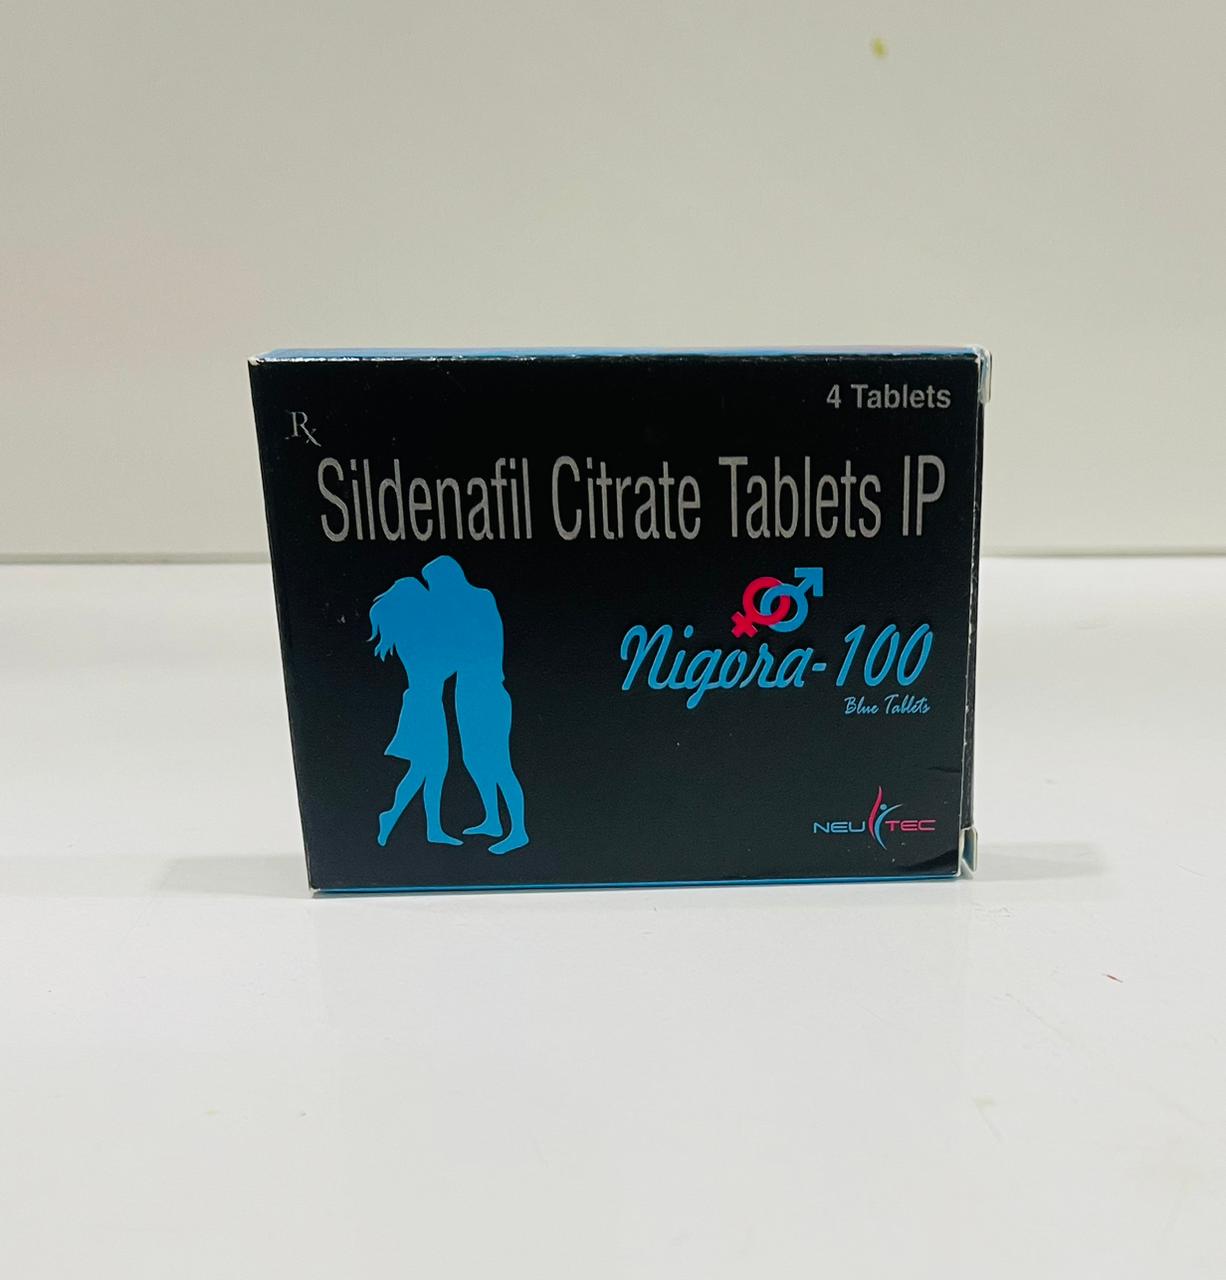 4 Tablets
Rx
Sildenafil Citrate Tablets IP
Nigora-100
Blue Tablets
NEUTEC